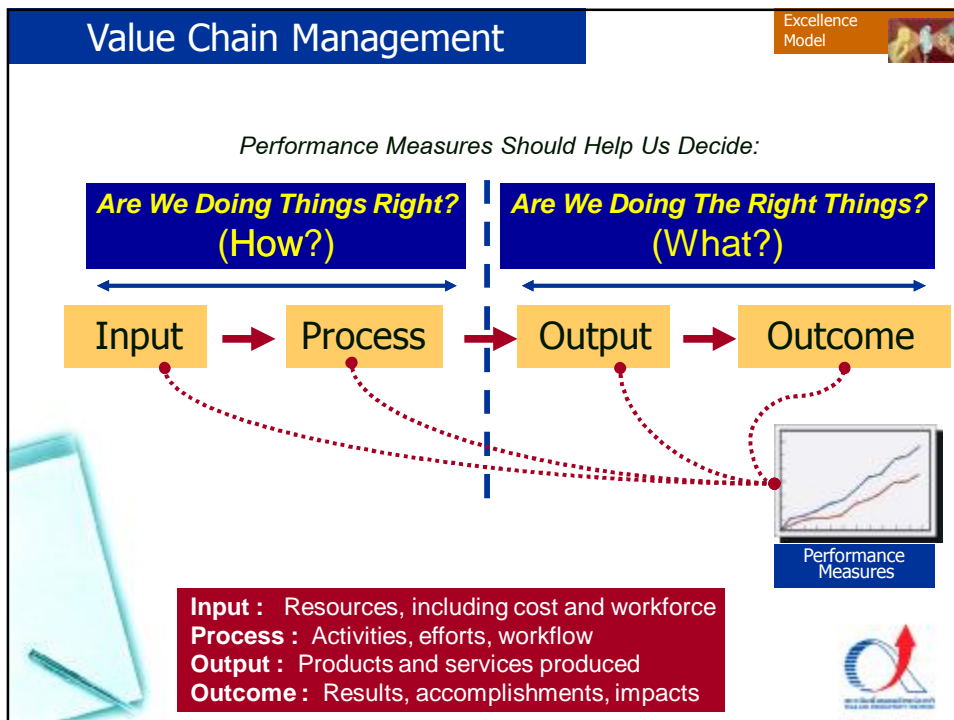 Value Chain Management
Excellence
Model
Performance Measures Should Help Us Decide:
Are We Doing Things Right?
(How?)
Are We Doing The Right Things?
(What?)
Input
Process
Output
Outcome
Performance
Measures
Input : Resources, including cost and workforce
Process : Activities, efforts, workflow
Output : Products and services produced
Outcome : Results, accomplishments, impacts